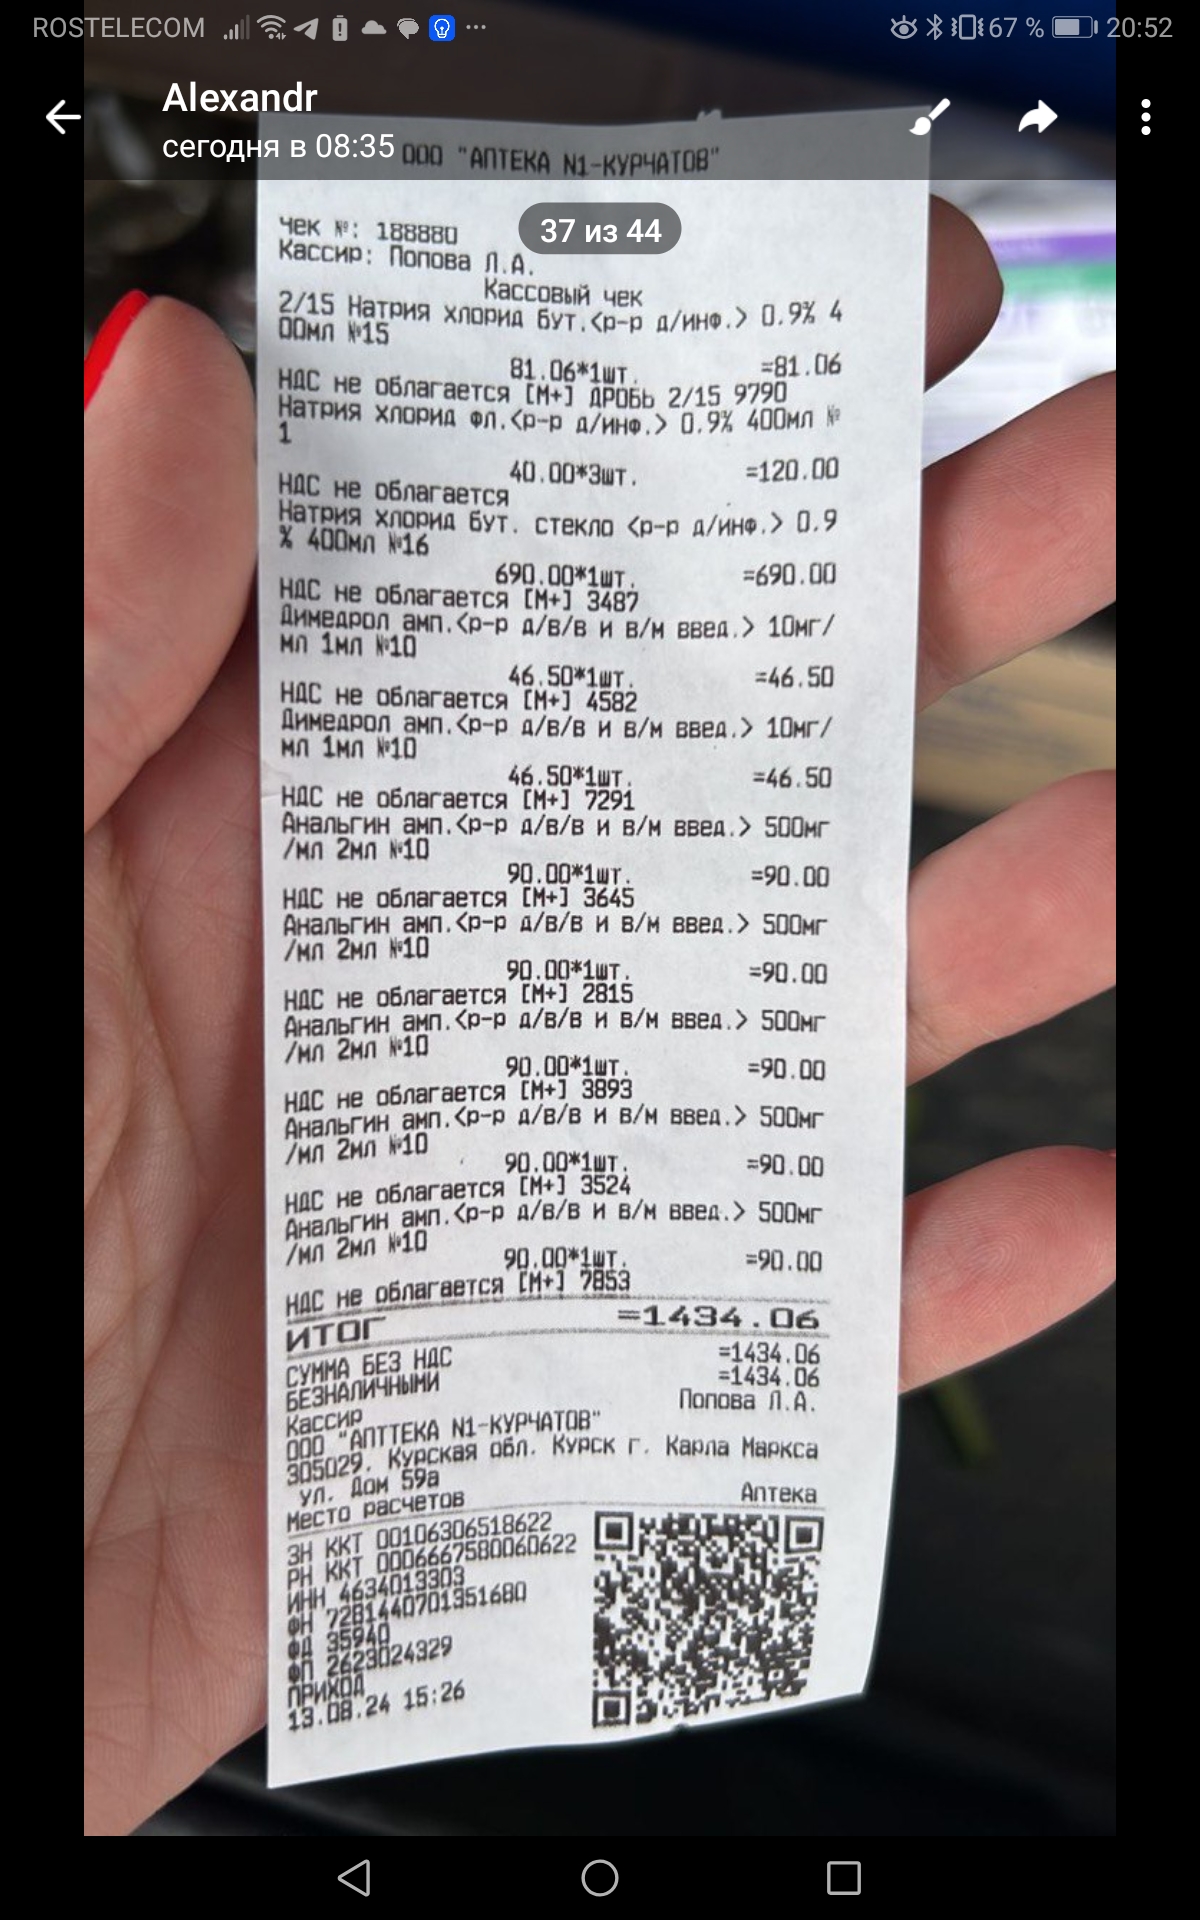 ROSTELECOM 67 % 20:52
Alexandr
сегодня в 08:35
ООО "АПТЕКА N1-КУРЧАТОВ"
37 из 44
Чек №: 188880
Кассир: Попова Л.А.
Кассовый чек
2/15 Натрия хлорид бут.<р-р д/инф.> 0.9% 4
00мл №15
81.06*1шт. =81.06
НДС не облагается [М+] ДРОБЬ 2/15 9790
Натрия хлорид фл.<р-р д/инф.> 0.9% 400мл №
1
40.00*3шт. =120.00
НДС не облагается
Натрия хлорид бут. стекло <р-р д/инф.> 0.9
% 400мл №16
690.00*1шт. =690.00
НДС не облагается [М+] 3487
Димедрол амп.<р-р д/в/в и в/м введ.> 10мг/
мл 1мл №10
46.50*1шт. =46.50
НДС не облагается [М+] 4582
Димедрол амп.<р-р д/в/в и в/м введ.> 10мг/
мл 1мл №10
46.50*1шт. =46.50
НДС не облагается [М+] 7291
Анальгин амп.<р-р д/в/в и в/м введ.> 500мг
/мл 2мл №10
90.00*1шт. =90.00
НДС не облагается [М+] 3645
Анальгин амп.<р-р д/в/в и в/м введ.> 500мг
/мл 2мл №10
90.00*1шт. =90.00
НДС не облагается [М+] 2815
Анальгин амп.<р-р д/в/в и в/м введ.> 500мг
/мл 2мл №10
90.00*1шт. =90.00
НДС не облагается [М+] 3893
Анальгин амп.<р-р д/в/в и в/м введ.> 500мг
/мл 2мл №10
90.00*1шт. =90.00
НДС не облагается [М+] 3524
Анальгин амп.<р-р д/в/в и в/м введ.> 500мг
/мл 2мл №10
90.00*1шт. =90.00
НДС не облагается [М+] 7853
ИТОГ =1434.06
СУММА БЕЗ НДС =1434.06
БЕЗНАЛИЧНЫМИ =1434.06
Кассир Попова Л.А.
ООО "АПТТЕКА N1-КУРЧАТОВ"
305029, Курская обл. Курск г. Карла Маркса
ул. Дом 59а
Место расчетов Аптека
ЗН ККТ 00106306518622
РН ККТ 0006667580060622
ИНН 4634013303
ФН 7281440701351680
ФД 35940
ФП 2623024329
ПРИХОД
13.08.24 15:26